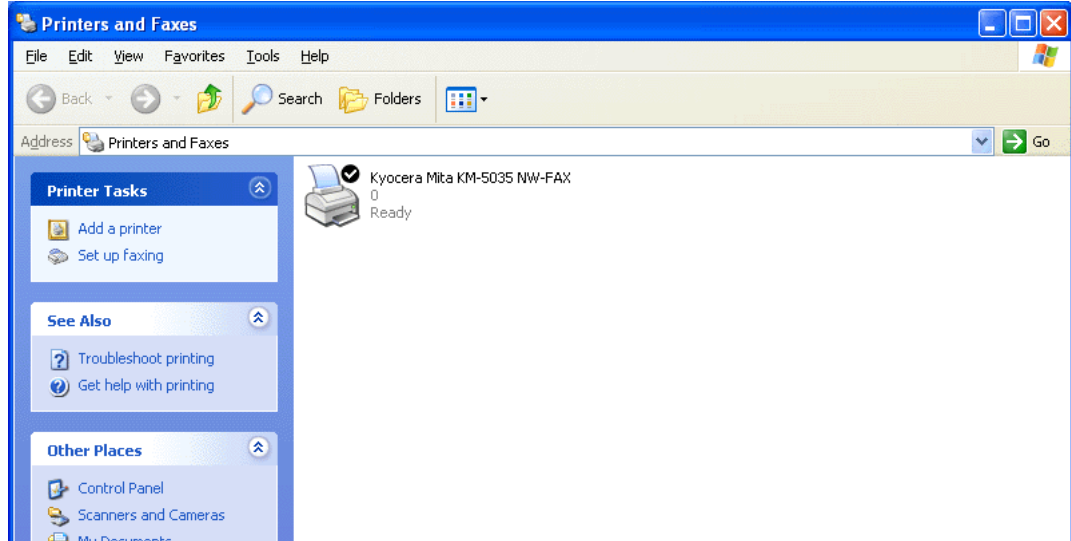 Printers and Faxes
File Edit View Favorites Tools Help
Back Search Folders
Address Printers and Faxes Go
Printer Tasks
Add a printer
Set up faxing
See Also
Troubleshoot printing
Get help with printing
Other Places
Control Panel
Scanners and Cameras
My Documents
Kyocera Mita KM-5035 NW-FAX
0
Ready